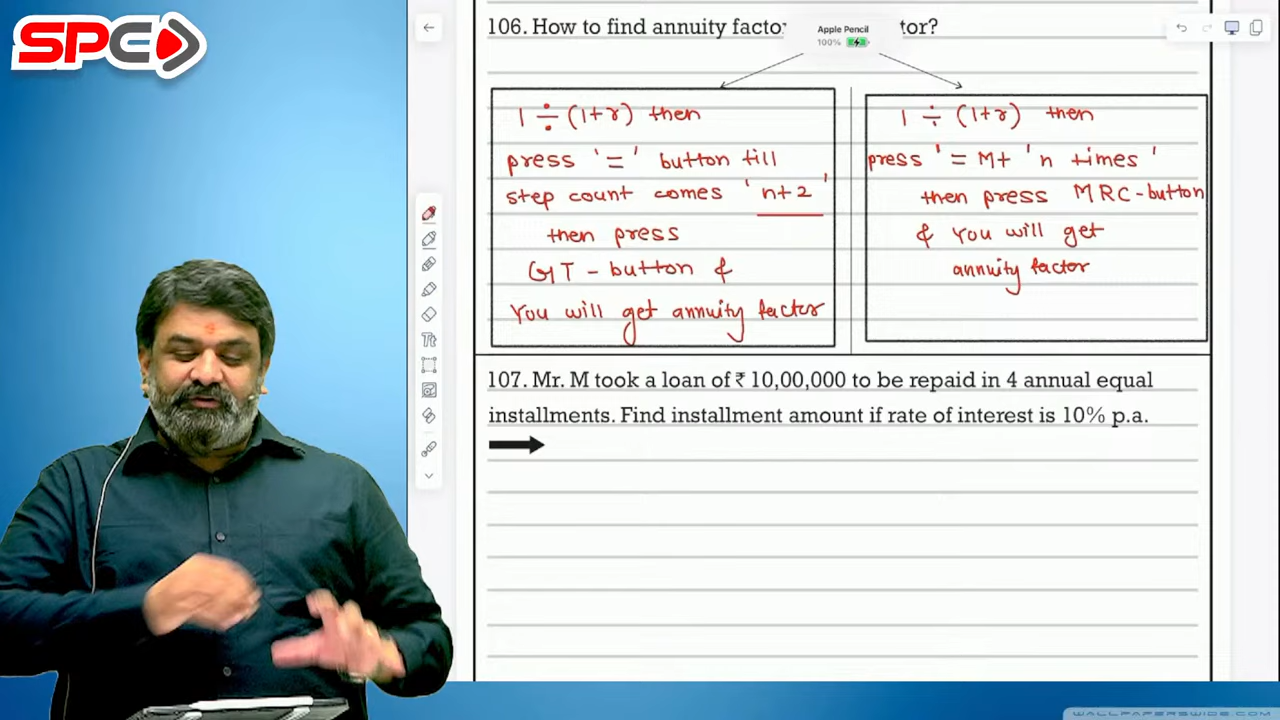 SPC
106. How to find annuity factor
tor?
Apple Pencil
100%
1 ÷ (1+r) then
press '=' button till
step count comes 'n+2'
then press
GT - button &
You will get annuity factor
1 ÷ (1+r) then
press '= M+ 'n times'
then press MRC-button
& You will get
annuity factor
107. Mr. M took a loan of ₹ 10,00,000 to be repaid in 4 annual equal
installments. Find installment amount if rate of interest is 10% p.a.
Tt
WALLPAPERSWIDE.COM